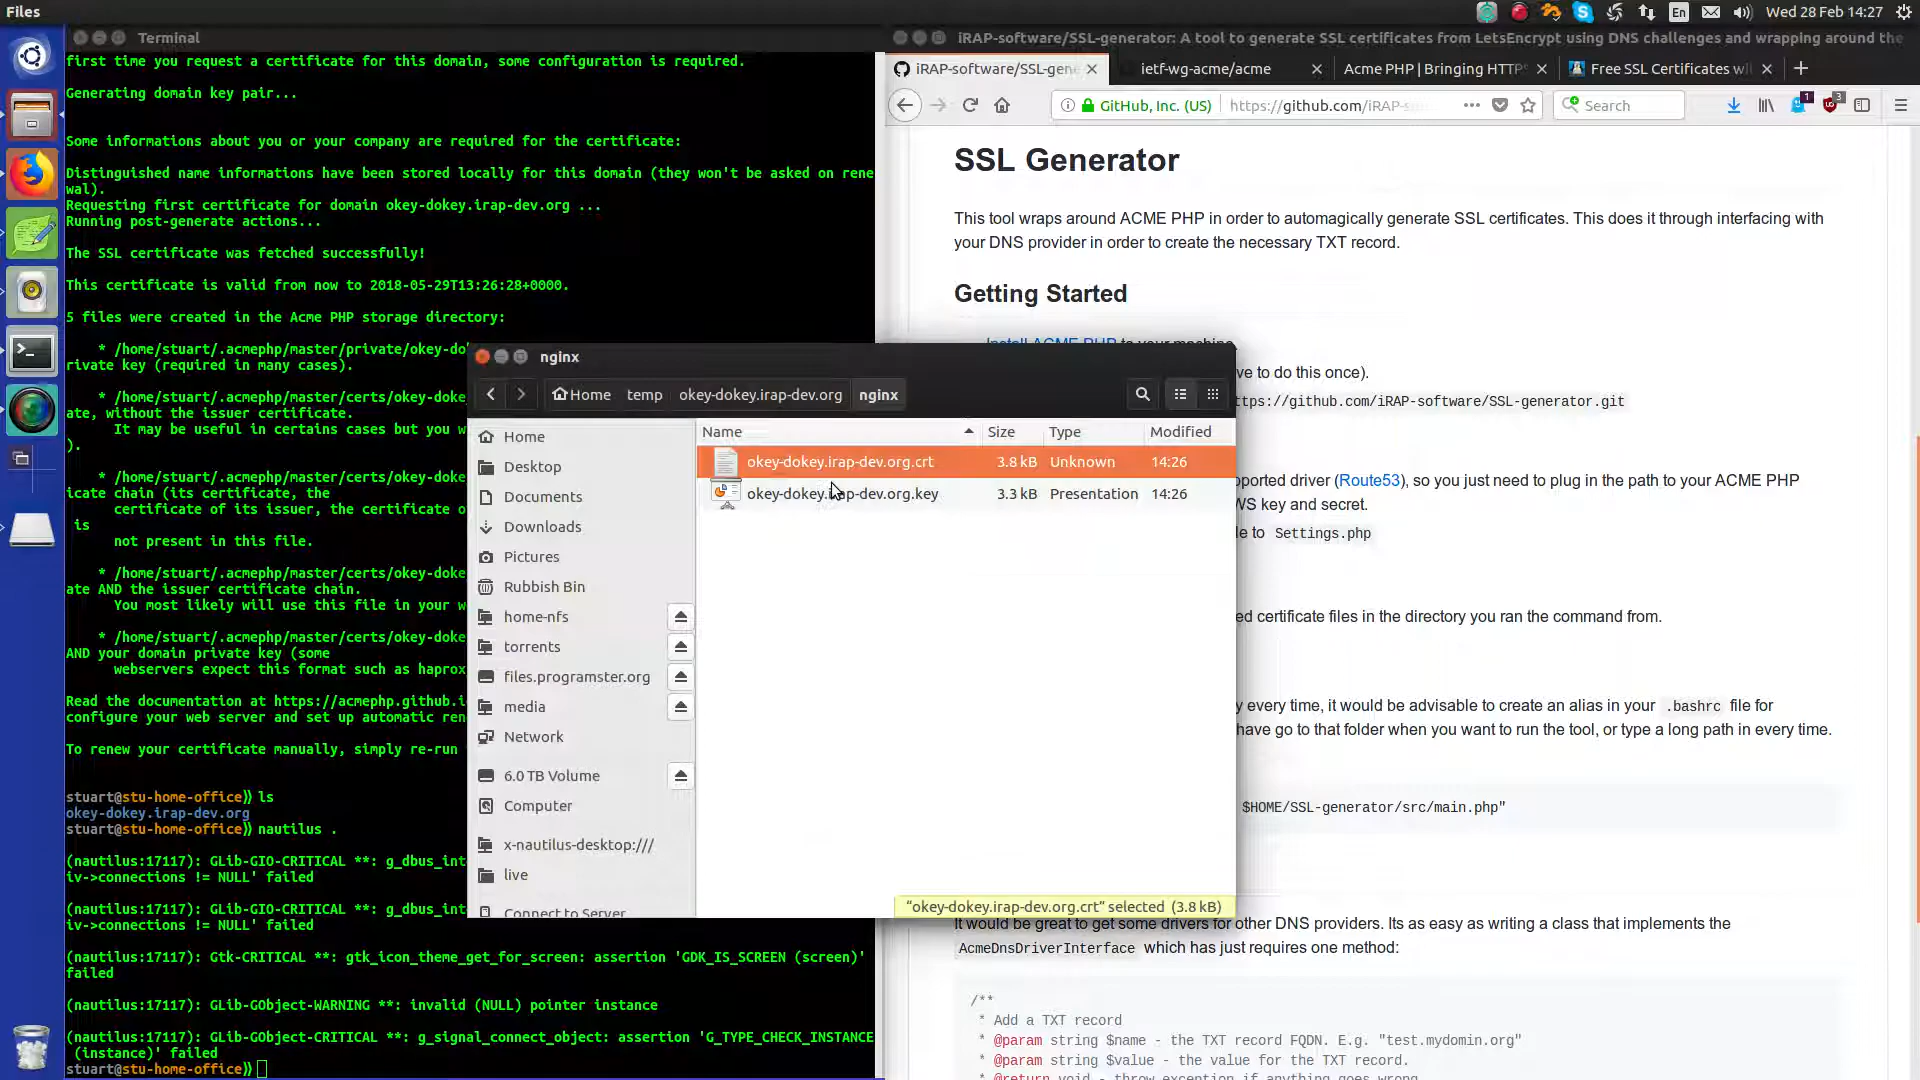 Files
En
Wed 28 Feb 14:27
Terminal
first time you request a certificate for this domain, some configuration is required.
Generating domain key pair...
Some informations about you or your company are required for the certificate:
Distinguished name informations have been stored locally for this domain (they won't be asked on rene
wal).
Requesting first certificate for domain okey-dokey.irap-dev.org ...
Running post-generate actions...
The SSL certificate was fetched successfully!
This certificate is valid from now to 2018-05-29T13:26:28+0000.
5 files were created in the Acme PHP storage directory:
* /home/stuart/.acmephp/master/private/okey-do
rivate key (required in many cases).
* /home/stuart/.acmephp/master/certs/okey-doke
ate, without the issuer certificate.
It may be useful in certains cases but you w
).
* /home/stuart/.acmephp/master/certs/okey-doke
icate chain (its certificate, the
certificate of its issuer, the certificate o
is
not present in this file.
* /home/stuart/.acmephp/master/certs/okey-doke
ate AND the issuer certificate chain.
You most likely will use this file in your w
* /home/stuart/.acmephp/master/certs/okey-doke
AND your domain private key (some
webservers expect this format such as haprox
Read the documentation at https://acmephp.github.i
configure your web server and set up automatic ren
To renew your certificate manually, simply re-run
stuart@stu-home-office⟫ ls
okey-dokey.irap-dev.org
stuart@stu-home-office⟫ nautilus .
(nautilus:17117): GLib-GIO-CRITICAL **: g_dbus_int
iv->connections != NULL' failed
(nautilus:17117): GLib-GIO-CRITICAL **: g_dbus_int
iv->connections != NULL' failed
(nautilus:17117): Gtk-CRITICAL **: gtk_icon_theme_get_for_screen: assertion 'GDK_IS_SCREEN (screen)'
failed
(nautilus:17117): GLib-GObject-WARNING **: invalid (NULL) pointer instance
(nautilus:17117): GLib-GObject-CRITICAL **: g_signal_connect_object: assertion 'G_TYPE_CHECK_INSTANCE
(instance)' failed
stuart@stu-home-office⟫
nginx
Home temp okey-dokey.irap-dev.org nginx
Home
Desktop
Documents
Downloads
Pictures
Rubbish Bin
home-nfs
torrents
files.programster.org
media
Network
6.0 TB Volume
Computer
x-nautilus-desktop:///
live
Connect to Server
Name Size Type Modified
okey-dokey.irap-dev.org.crt 3.8 kB Unknown 14:26
okey-dokey.irap-dev.org.key 3.3 kB Presentation 14:26
"okey-dokey.irap-dev.org.crt" selected (3.8 kB)
iRAP-software/SSL-generator: A tool to generate SSL certificates from LetsEncrypt using DNS challenges and wrapping around the
iRAP-software/SSL-gene
ietf-wg-acme/acme
Acme PHP | Bringing HTTP
Free SSL Certificates wi
GitHub, Inc. (US)
https://github.com/iRAP-s
Search
1
3
SSL Generator
This tool wraps around ACME PHP in order to automagically generate SSL certificates. This does it through interfacing with
your DNS provider in order to create the necessary TXT record.
Getting Started
Install ACME PHP to your machine.
ve to do this once).
ttps://github.com/iRAP-software/SSL-generator.git
pported driver (Route53), so you just need to plug in the path to your ACME PHP
WS key and secret.
le to Settings.php
ed certificate files in the directory you ran the command from.
y every time, it would be advisable to create an alias in your .bashrc file for
have go to that folder when you want to run the tool, or type a long path in every time.
$HOME/SSL-generator/src/main.php"
It would be great to get some drivers for other DNS providers. Its as easy as writing a class that implements the
AcmeDnsDriverInterface which has just requires one method:
/**
* Add a TXT record
* @param string $name - the TXT record FQDN. E.g. "test.mydomin.org"
* @param string $value - the value for the TXT record.
* @return void - throw exception if anything goes wrong